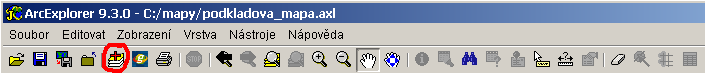 ArcExplorer 9.3.0 - C:/mapy/podkladova_mapa.axl
Soubor Editovat Zobrazení Vrstva Nástroje Nápověda